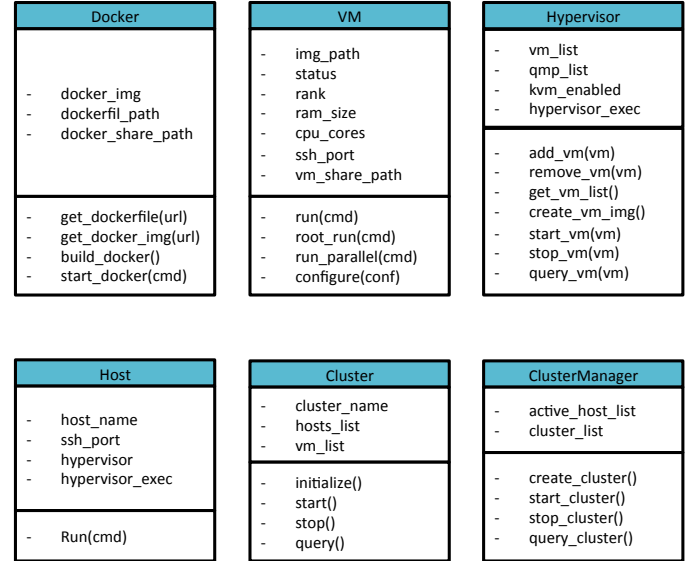 Docker
- docker_img
- dockerfil_path
- docker_share_path
- get_dockerfile(url)
- get_docker_img(url)
- build_docker()
- start_docker(cmd)
VM
- img_path
- status
- rank
- ram_size
- cpu_cores
- ssh_port
- vm_share_path
- run(cmd)
- root_run(cmd)
- run_parallel(cmd)
- configure(conf)
Hypervisor
- vm_list
- qmp_list
- kvm_enabled
- hypervisor_exec
- add_vm(vm)
- remove_vm(vm)
- get_vm_list()
- create_vm_img()
- start_vm(vm)
- stop_vm(vm)
- query_vm(vm)
Host
- host_name
- ssh_port
- hypervisor
- hypervisor_exec
- Run(cmd)
Cluster
- cluster_name
- hosts_list
- vm_list
- initialize()
- start()
- stop()
- query()
ClusterManager
- active_host_list
- cluster_list
- create_cluster()
- start_cluster()
- stop_cluster()
- query_cluster()